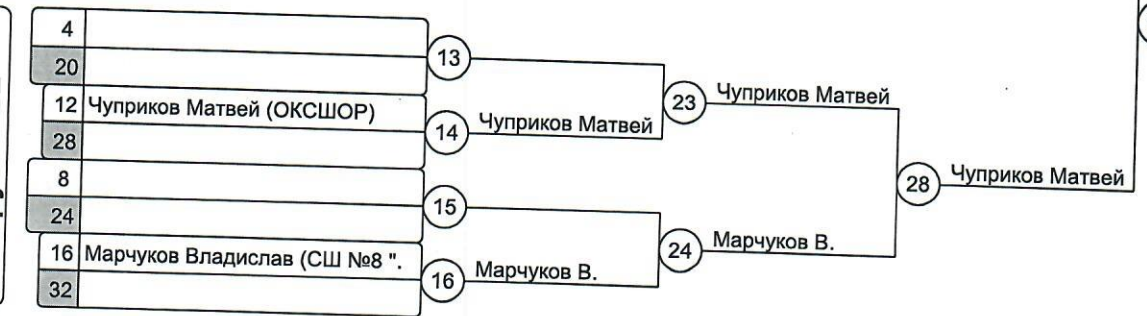 4
20
13
12 Чуприков Матвей (ОКСШОР)
28
14 Чуприков Матвей
23 Чуприков Матвей
8
24
15
16 Марчуков Владислав (СШ №8 ".
32
16 Марчуков В.
24 Марчуков В.
28 Чуприков Матвей